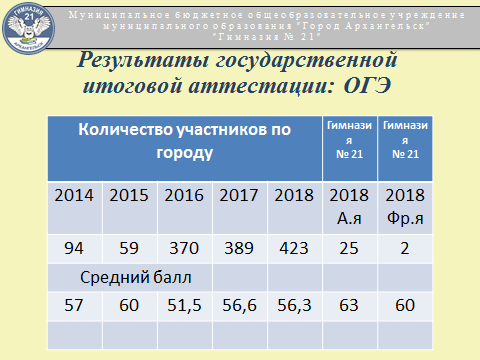 ГИМНАЗИЯ
21
АРХАНГЕЛЬСК
Муниципальное бюджетное общеобразовательное учреждение
муниципального образования "Город Архангельск"
"Гимназия № 21"
Результаты государственной
итоговой аттестации: ОГЭ
Количество участников по городу Гимназия № 21 Гимназия № 21
2014 2015 2016 2017 2018 2018 А.я 2018 Фр.я
94 59 370 389 423 25 2
Средний балл
57 60 51,5 56,6 56,3 63 60